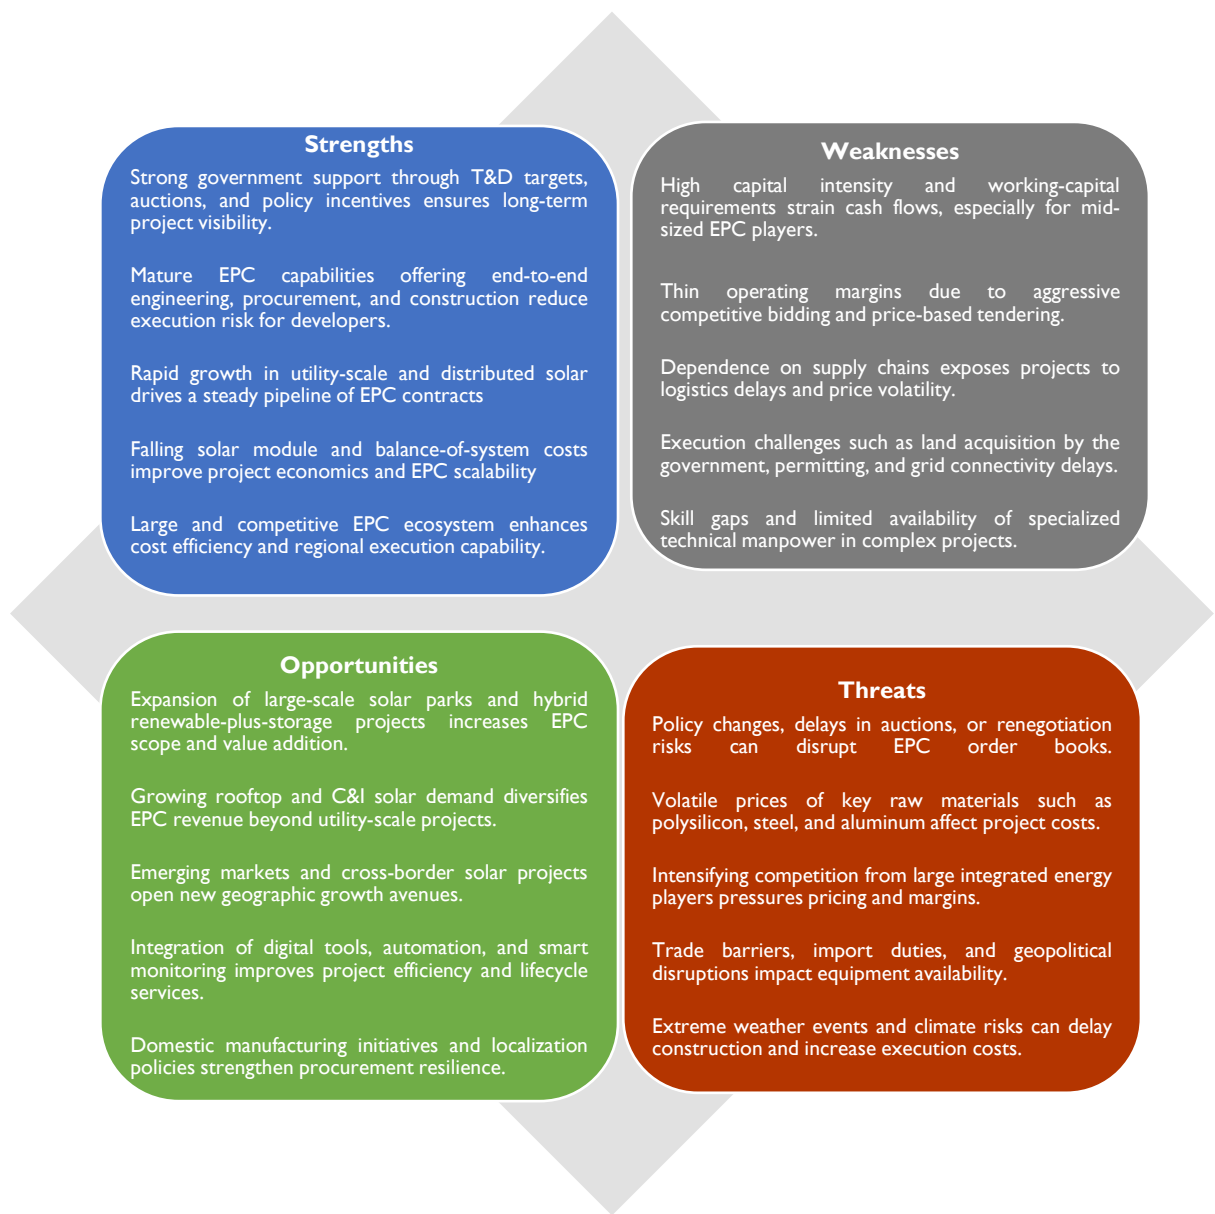 Strengths
Strong government support through T&D targets,
auctions, and policy incentives ensures long-term
project visibility.
Mature EPC capabilities offering end-to-end
engineering, procurement, and construction reduce
execution risk for developers.
Rapid growth in utility-scale and distributed solar
drives a steady pipeline of EPC contracts
Falling solar module and balance-of-system costs
improve project economics and EPC scalability
Large and competitive EPC ecosystem enhances
cost efficiency and regional execution capability.
Weaknesses
High capital intensity and working-capital
requirements strain cash flows, especially for mid-
sized EPC players.
Thin operating margins due to aggressive
competitive bidding and price-based tendering.
Dependence on supply chains exposes projects to
logistics delays and price volatility.
Execution challenges such as land acquisition by the
government, permitting, and grid connectivity delays.
Skill gaps and limited availability of specialized
technical manpower in complex projects.
Opportunities
Expansion of large-scale solar parks and hybrid
renewable-plus-storage projects increases EPC
scope and value addition.
Growing rooftop and C&I solar demand diversifies
EPC revenue beyond utility-scale projects.
Emerging markets and cross-border solar projects
open new geographic growth avenues.
Integration of digital tools, automation, and smart
monitoring improves project efficiency and lifecycle
services.
Domestic manufacturing initiatives and localization
policies strengthen procurement resilience.
Threats
Policy changes, delays in auctions, or renegotiation
risks can disrupt EPC order books.
Volatile prices of key raw materials such as
polysilicon, steel, and aluminum affect project costs.
Intensifying competition from large integrated energy
players pressures pricing and margins.
Trade barriers, import duties, and geopolitical
disruptions impact equipment availability.
Extreme weather events and climate risks can delay
construction and increase execution costs.